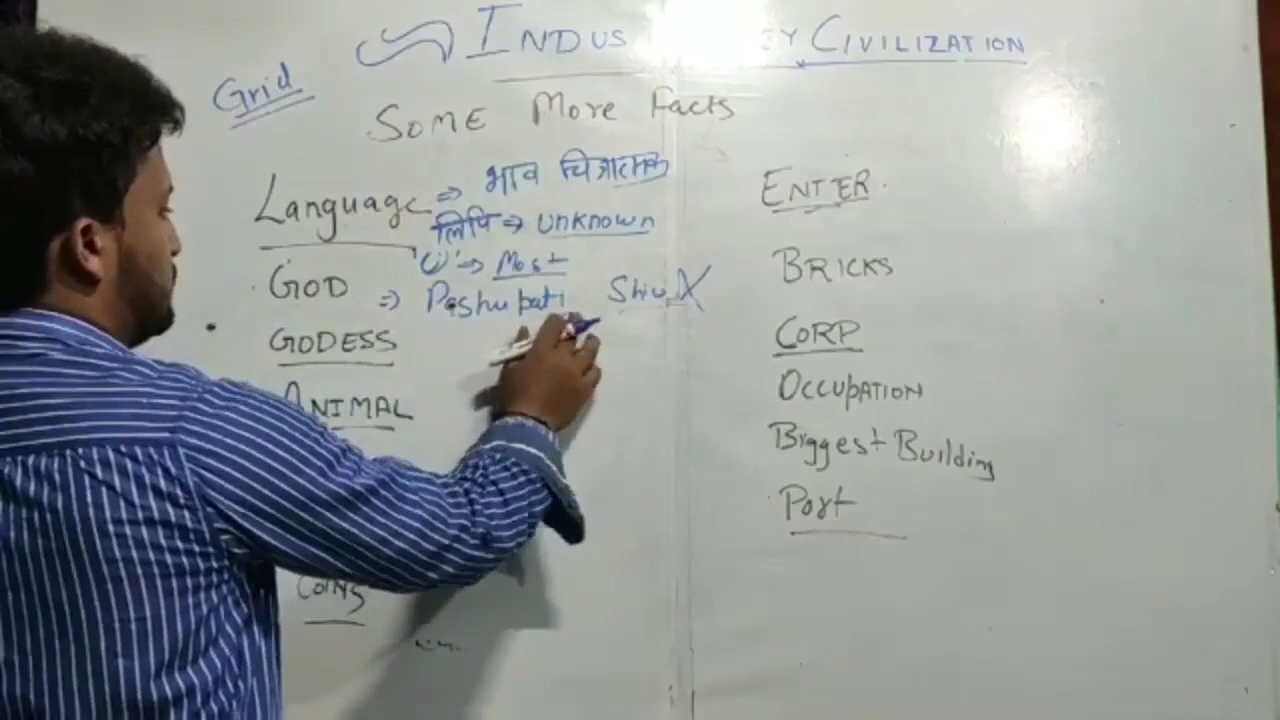 INDUS CIVILIZATION
Grid
SOME More Facts
Language => भाव चित्रात्मक
लिपि => Unknown
'U' => Most
GOD => Pashupati Shiv X
GODESS
ANIMAL
COINS
ENTER
BRICKS
CORP
OCCUPATION
Biggest Building
Port